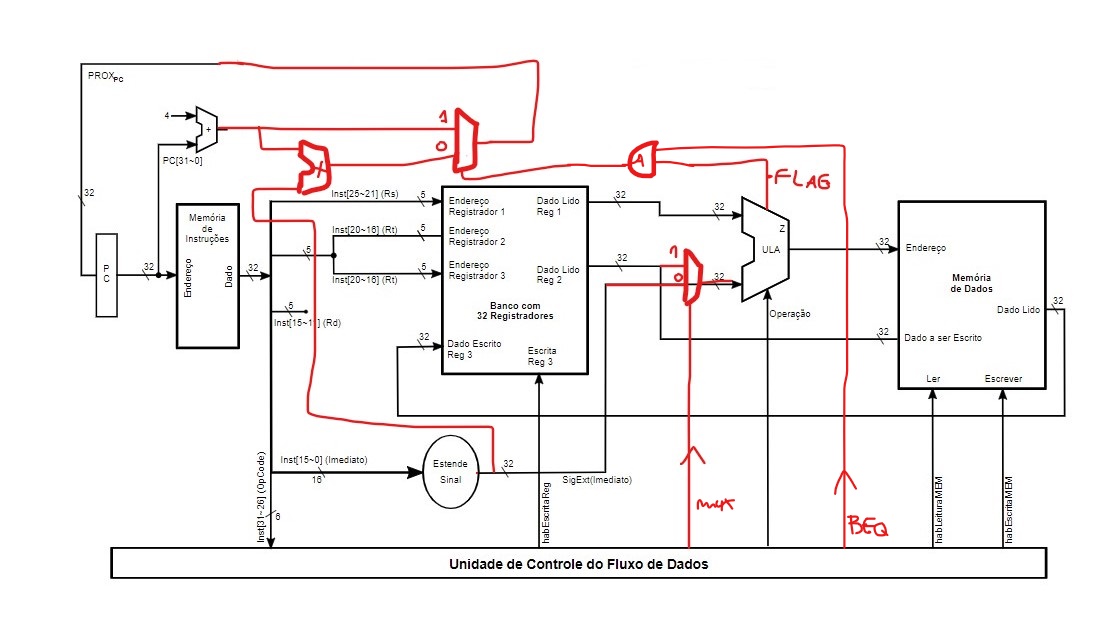 PROXPC
4
+
PC[31~0]
32
1
0
X
A
FLAG
Memória
de
Instruções
Endereço
Dado
P
C
32
32
Inst[25~21] (Rs)
5
Inst[20~16] (Rt)
5
5
Inst[20~16] (Rt)
5
5
Inst[15~11] (Rd)
Endereço
Registrador 1
Endereço
Registrador 2
Endereço
Registrador 3
Dado Lido
Reg 1
Dado Lido
Reg 2
Banco com
32 Registradores
Dado Escrito
Reg 3
Escrita
Reg 3
32
32
32
1
0
32
32
Z
ULA
Operação
32
32
Endereço
Memória
de Dados
Dado Lido
Dado a ser Escrito
Ler
Escrever
32
Inst[15~0] (Imediato)
16
Estende
Sinal
32
SigExt(Imediato)
Inst[31~26] (OpCode)
6
habEscritaReg
mux
BEQ
habLeituraMEM
habEscritaMEM
Unidade de Controle do Fluxo de Dados